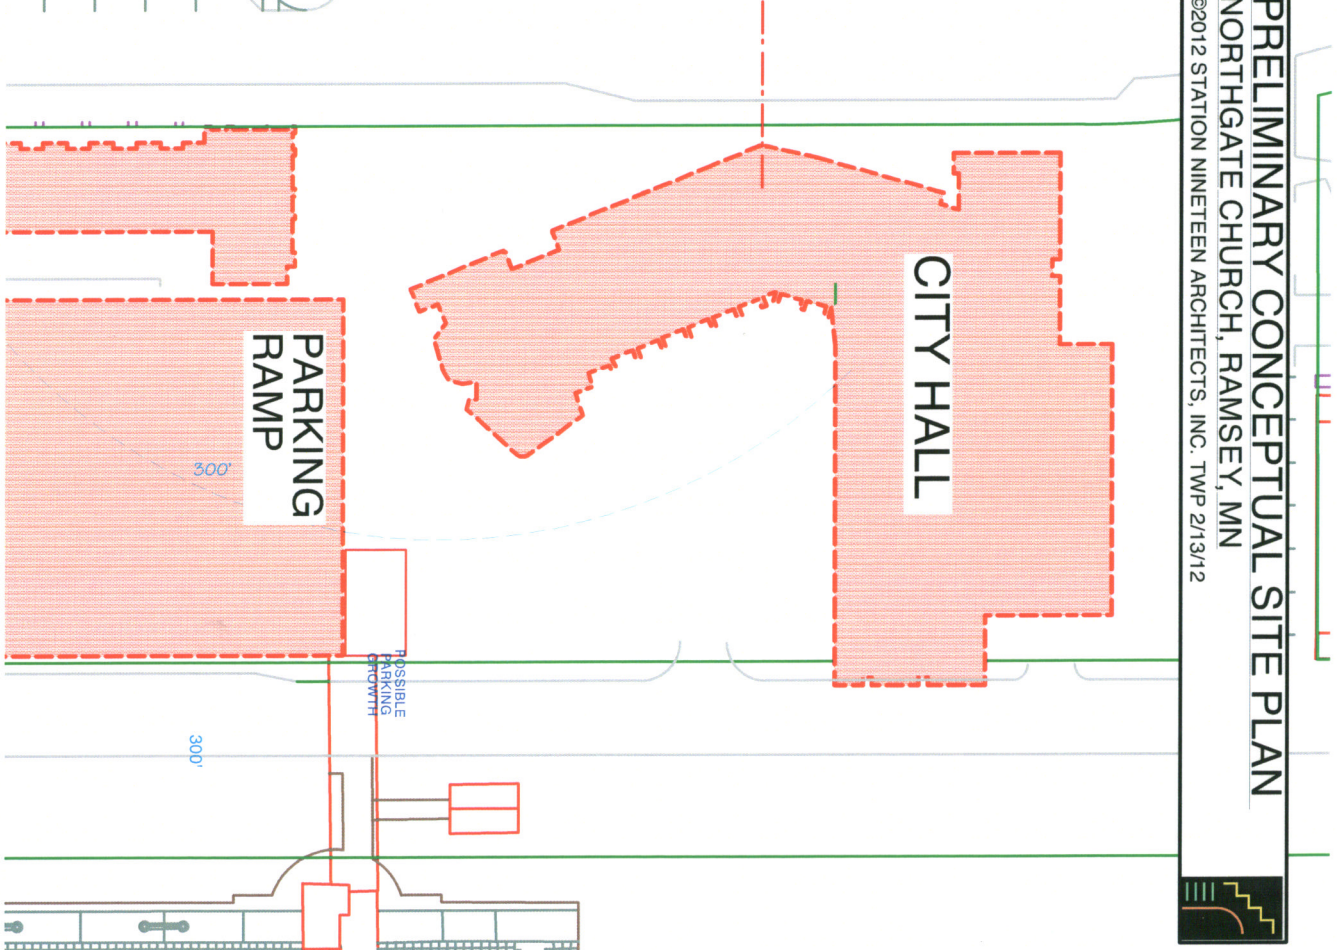 PRELIMINARY CONCEPTUAL SITE PLAN
NORTHGATE CHURCH, RAMSEY, MN
©2012 STATION NINETEEN ARCHITECTS, INC. TWP 2/13/12
CITY HALL
PARKING
RAMP
300'
POSSIBLE
PARKING
GROWTH
300'